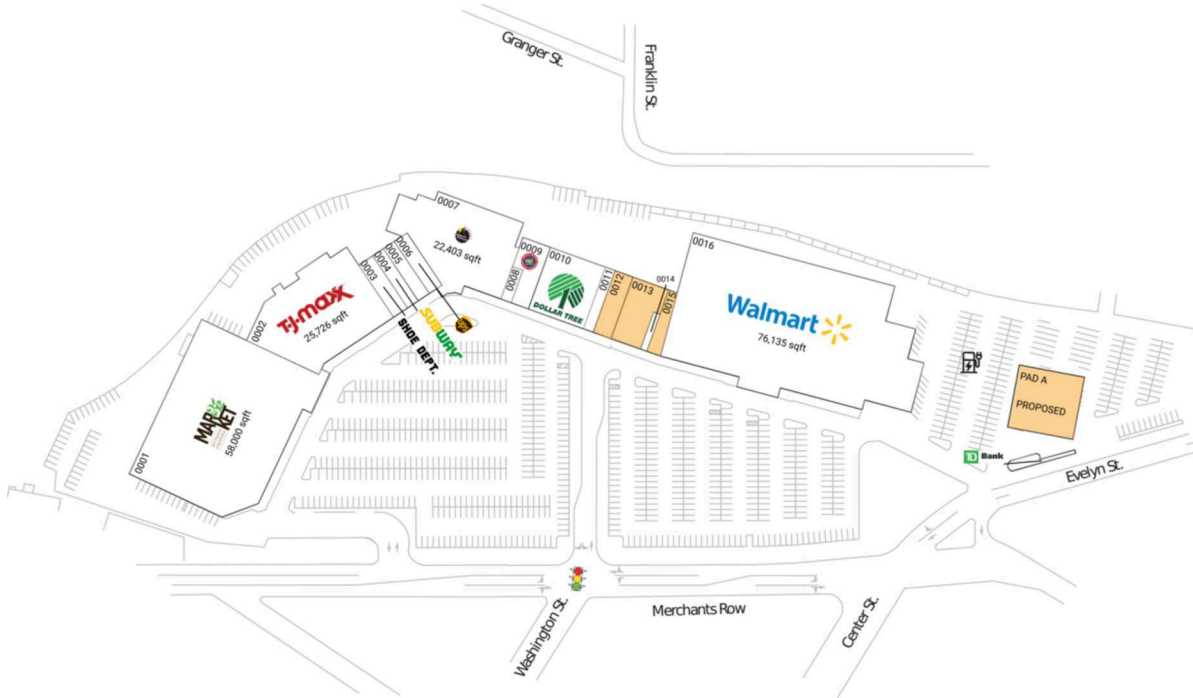 Granger St.
Franklin St.
0007
22,403 sqft
0006
0005
0004
0003
0002
T.J.maxx
25,726 sqft
0001
MAR
KET
58,000 sqft
SHOE DEPT.
SUBWAY
0008
0009
0010
DOLLAR TREE
0011
0012
0013
0014
0015
0016
Walmart
76,135 sqft
PAD A
PROPOSED
TD Bank
Evelyn St.
Merchants Row
Washington St.
Center St.